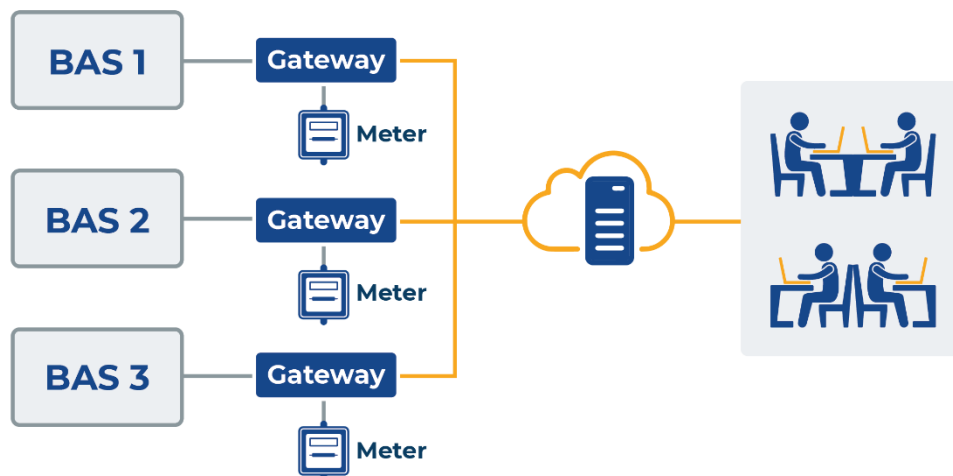 BAS 1
Gateway
Meter
BAS 2
Gateway
Meter
BAS 3
Gateway
Meter